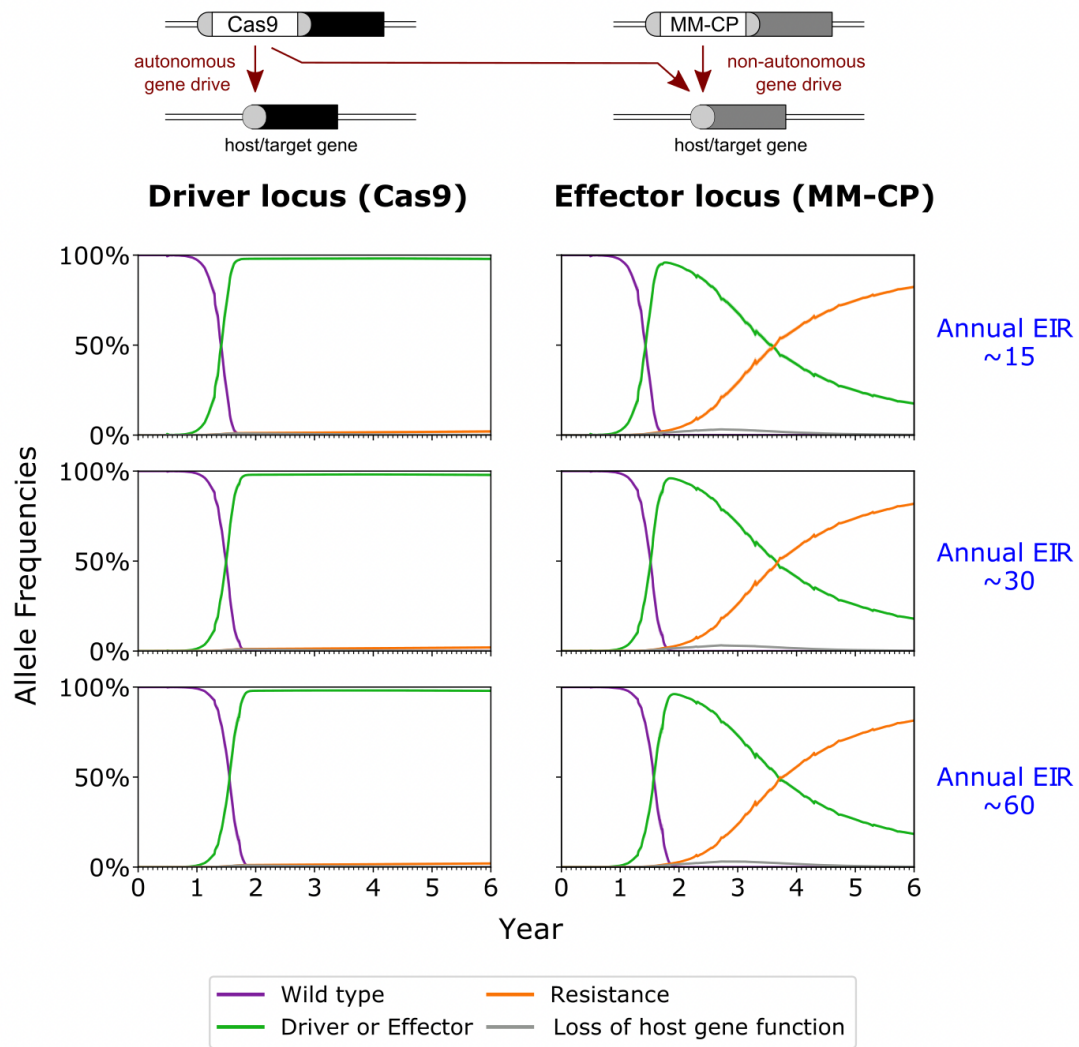 Cas9
MM-CP
autonomous
gene drive
non-autonomous
gene drive
host/target gene
host/target gene
Driver locus (Cas9)
Effector locus (MM-CP)
Allele Frequencies
100%
50%
0%
Annual EIR
~15
100%
50%
0%
Annual EIR
~30
100%
50%
0%
Annual EIR
~60
0 1 2 3 4 5 6
0 1 2 3 4 5 6
Year
Wild type
Resistance
Driver or Effector
Loss of host gene function